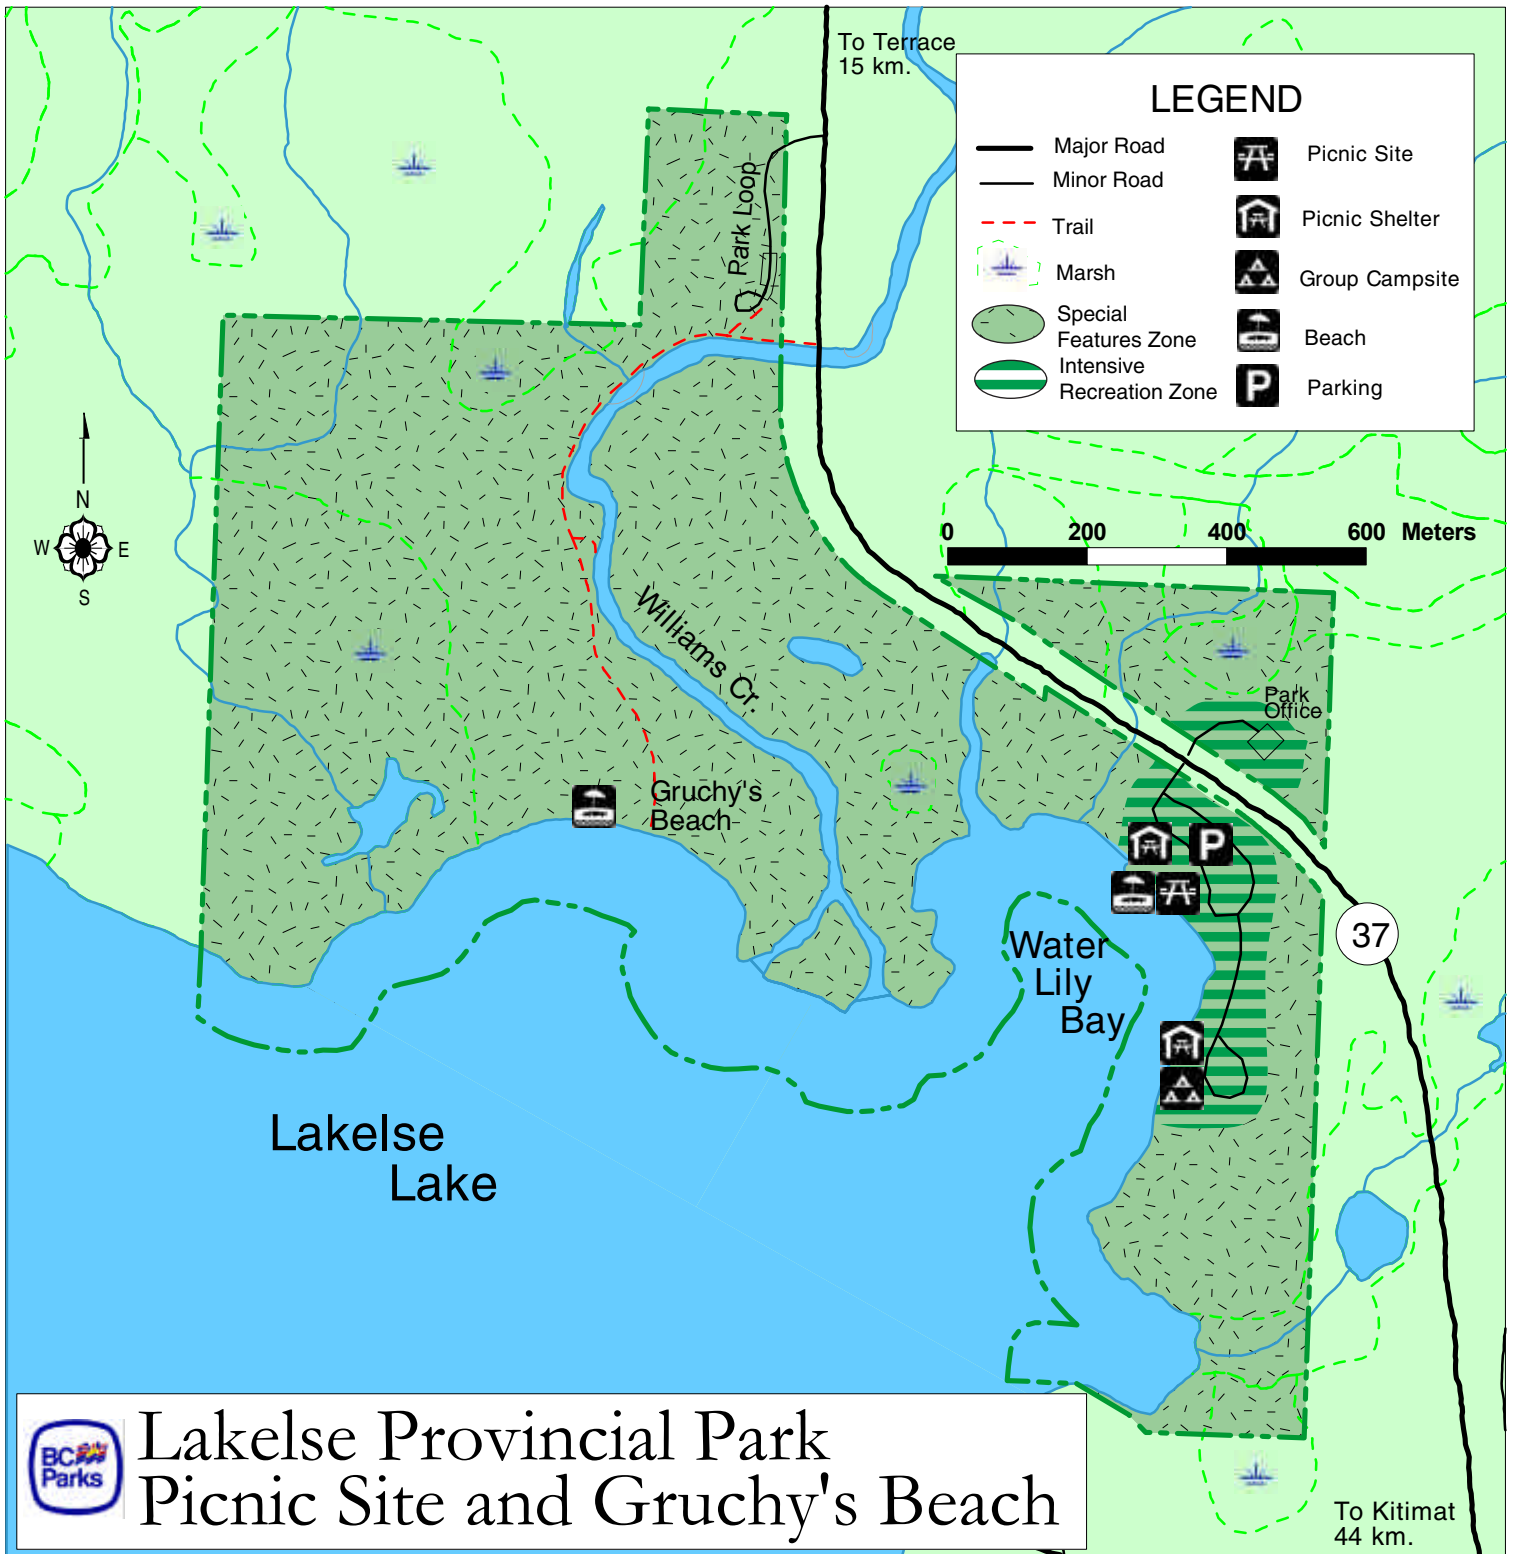 To Terrace
15 km.
LEGEND
Major Road
Minor Road
Trail
Marsh
Special
Features Zone
Intensive
Recreation Zone
Picnic Site
Picnic Shelter
Group Campsite
Beach
P
Parking
Park Loop
N
W
E
S
0 200 400 600 Meters
Williams Cr.
Park
Office
Gruchy's
Beach
P
37
Water
Lily
Bay
Lakelse
Lake
BC
Parks
Lakelse Provincial Park
Picnic Site and Gruchy's Beach
To Kitimat
44 km.